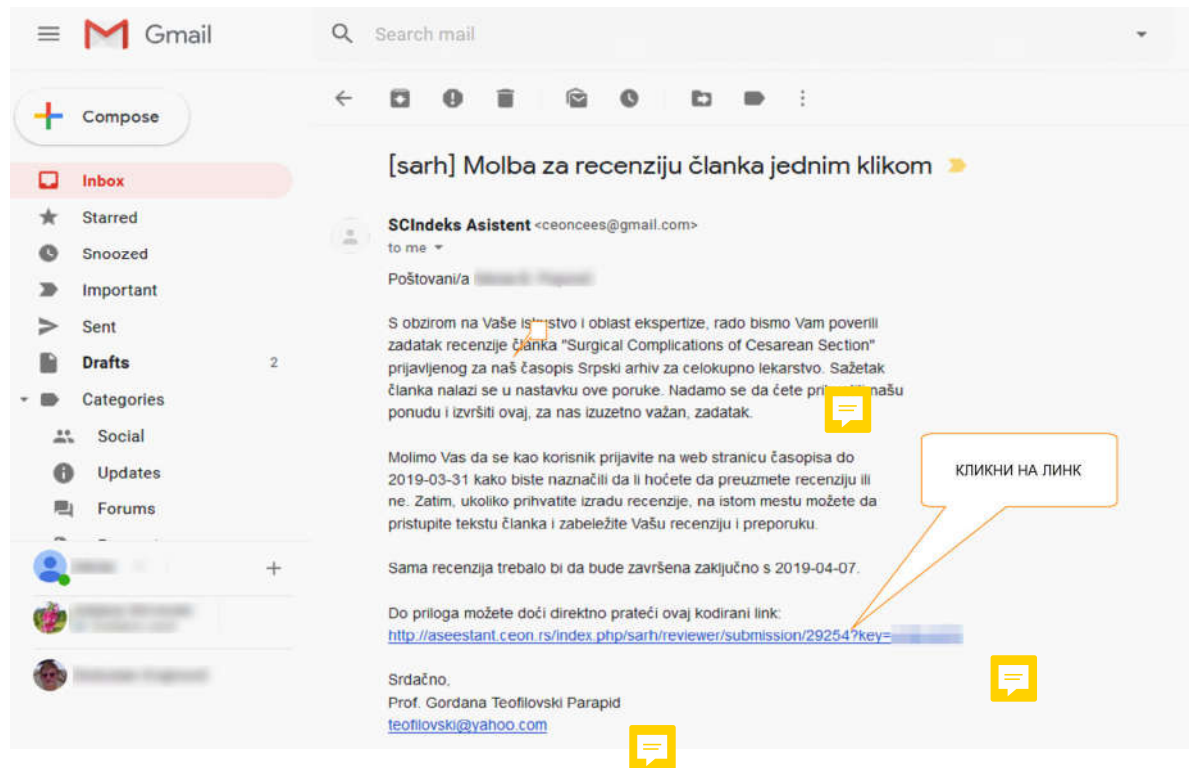 Gmail
Search mail
Compose
Inbox
Starred
Snoozed
Important
Sent
Drafts 2
Categories
Social
Updates
Forums
[sarh] Molba za recenziju članka jednim klikom
SCIndeks Asistent <ceoncees@gmail.com>
to me
Poštovani/a
S obzirom na Vaše iskustvo i oblast ekspertize, rado bismo Vam poverili
zadatak recenzije članka "Surgical Complications of Cesarean Section"
prijavljenog za naš časopis Srpski arhiv za celokupno lekarstvo. Sažetak
članka nalazi se u nastavku ove poruke. Nadamo se da ćete našu
ponudu i izvršiti ovaj, za nas izuzetno važan, zadatak.
Molimo Vas da se kao korisnik prijavite na web stranicu časopisa do
2019-03-31 kako biste naznačili da li hoćete da preuzmete recenziju ili
ne. Zatim, ukoliko prihvatite izradu recenzije, na istom mestu možete da
pristupite tekstu članka i zabeležite Vašu recenziju i preporuku.
КЛИКНИ НА ЛИНК
Sama recenzija trebalo bi da bude završena zaključno s 2019-04-07.
Do priloga možete doći direktno prateći ovaj kodirani link:
http://aseestant.ceon.rs/index.php/sarh/reviewer/submission/29254?key=
Srdačno,
Prof. Gordana Teofilovski Parapid
teofilovski@yahoo.com